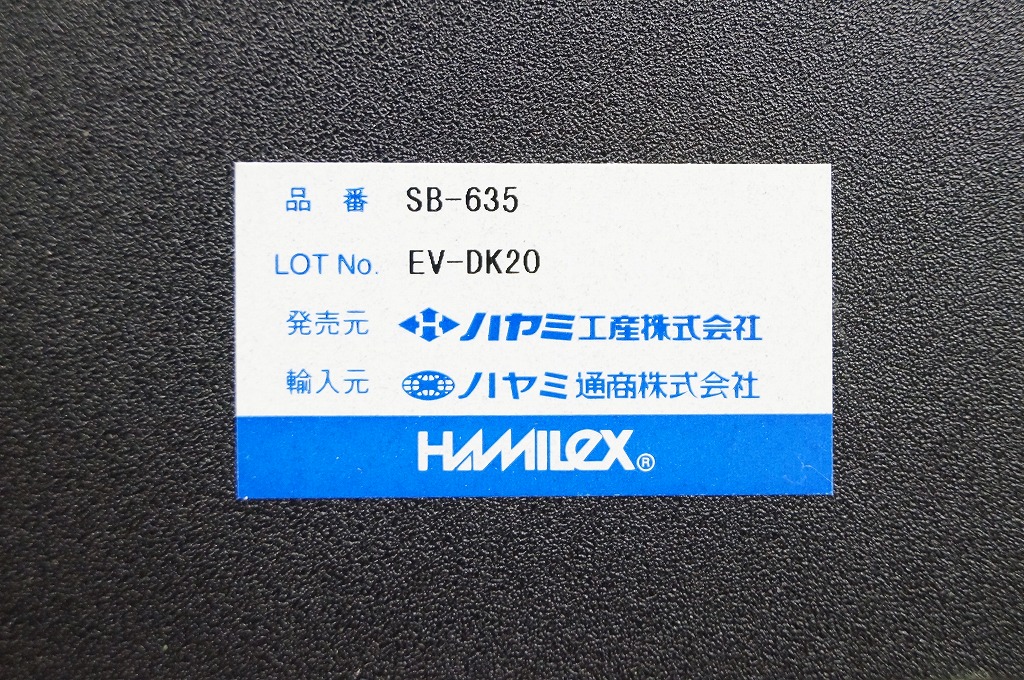 品番 SB-635
LOT No. EV-DK20
発売元 ハヤミ工産株式会社
輸入元 ハヤミ通商株式会社
HAMILEX®